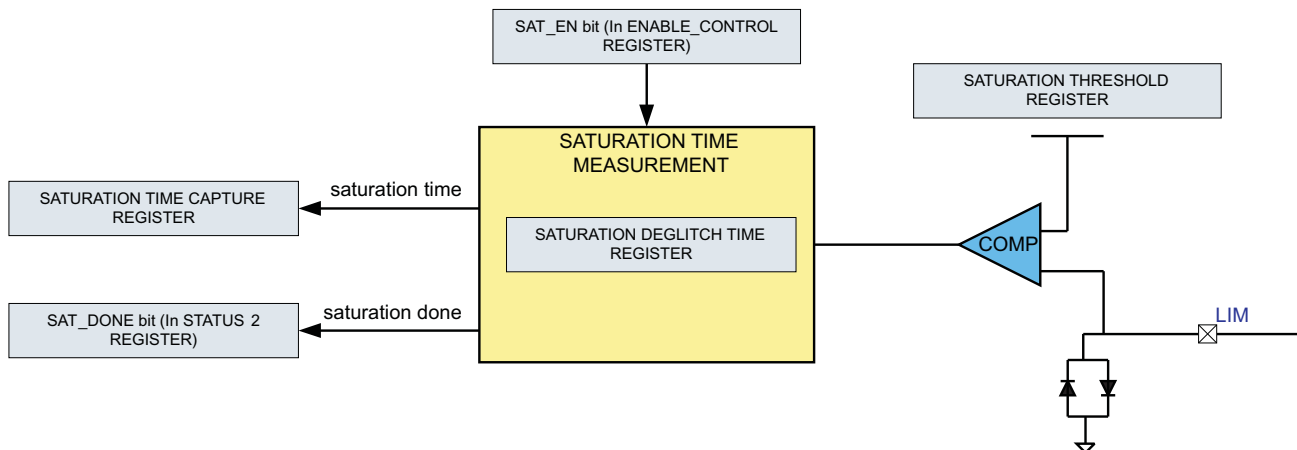 SAT_EN bit (In ENABLE_CONTROL
REGISTER)
SATURATION THRESHOLD
REGISTER
SATURATION TIME
MEASUREMENT
saturation time
SATURATION TIME CAPTURE
REGISTER
SATURATION DEGLITCH TIME
REGISTER
COMP
saturation done
SAT_DONE bit (In STATUS 2
REGISTER)
LIM